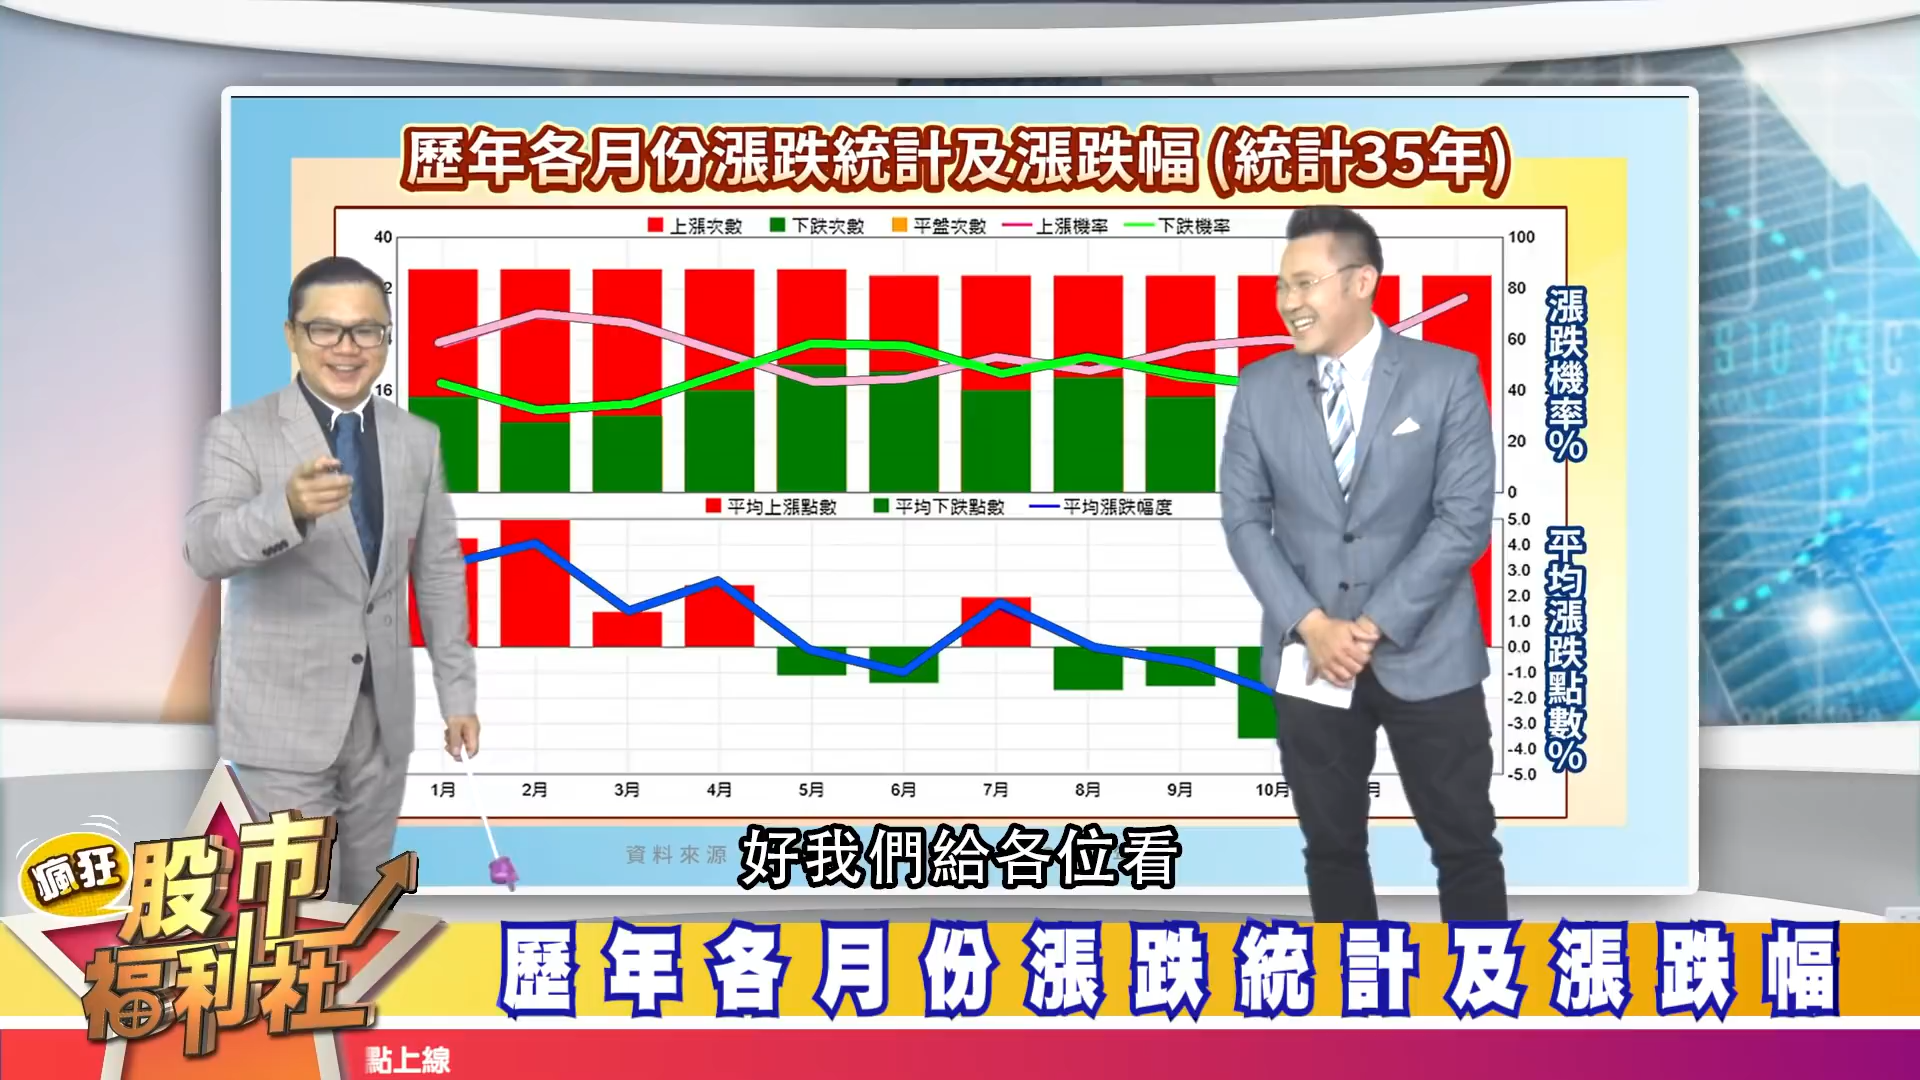 歷年各月份漲跌統計及漲跌幅 (統計35年)
上漲次數 下跌次數 平盤次數 上漲機率 下跌機率
40
16
100
80
60
40
20
0
漲跌機率%
平均上漲點數 平均下跌點數 平均漲跌幅度
5.0
4.0
3.0
2.0
1.0
0.0
-1.0
-2.0
-3.0
-4.0
-5.0
平均漲跌點數%
1月 2月 3月 4月 5月 6月 7月 8月 9月 10月
資料來源
好我們給各位看
瘋狂
股市
福利社
歷年各月份漲跌統計及漲跌幅
點上線